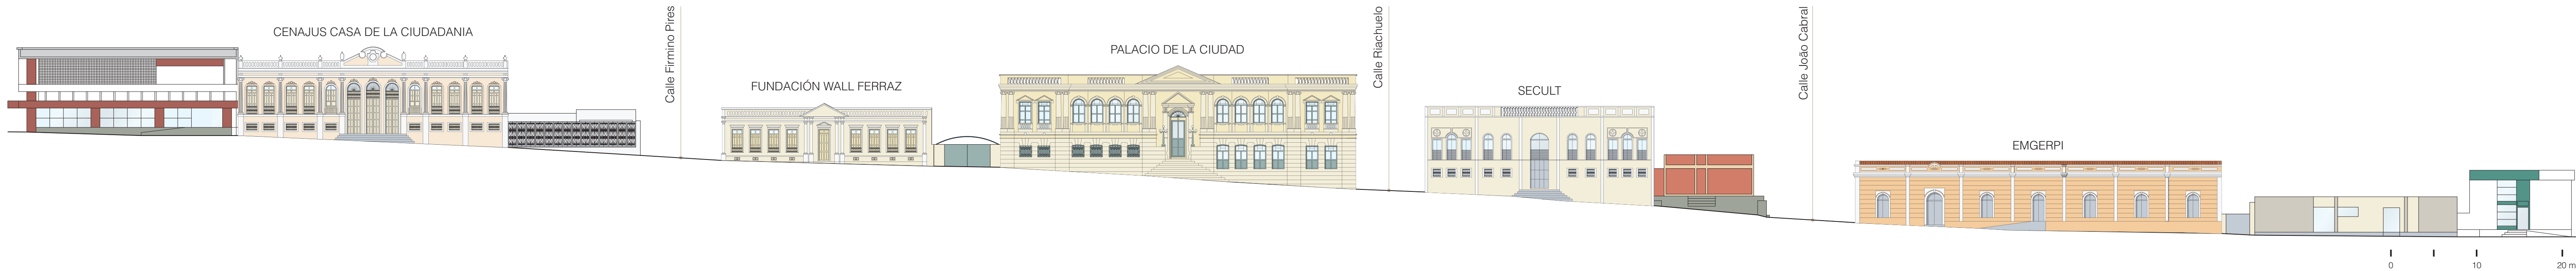 CENAJUS CASA DE LA CIUDADANIA
Calle Firmino Pires
FUNDACIÓN WALL FERRAZ
PALACIO DE LA CIUDAD
Calle Riachuelo
SECULT
Calle João Cabral
EMGERPI
0 10 20 m